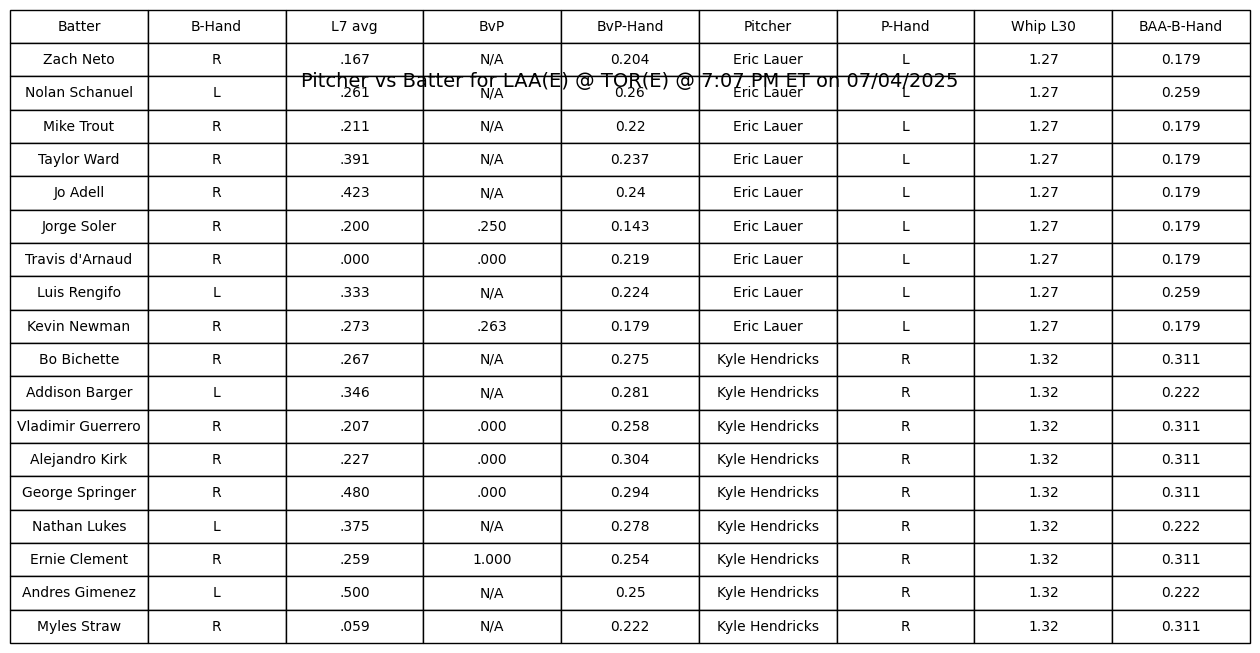 Batter B-Hand L7 avg BvP BvP-Hand Pitcher P-Hand Whip L30 BAA-B-Hand
Zach Neto R .167 N/A 0.204 Eric Lauer L 1.27 0.179
Pitcher vs Batter for LAA(E) @ TOR(E) @ 7:07 PM ET on 07/04/2025
Nolan Schanuel L .261 N/A 0.26 Eric Lauer L 1.27 0.259
Mike Trout R .211 N/A 0.22 Eric Lauer L 1.27 0.179
Taylor Ward R .391 N/A 0.237 Eric Lauer L 1.27 0.179
Jo Adell R .423 N/A 0.24 Eric Lauer L 1.27 0.179
Jorge Soler R .200 .250 0.143 Eric Lauer L 1.27 0.179
Travis d'Arnaud R .000 .000 0.219 Eric Lauer L 1.27 0.179
Luis Rengifo L .333 N/A 0.224 Eric Lauer L 1.27 0.259
Kevin Newman R .273 .263 0.179 Eric Lauer L 1.27 0.179
Bo Bichette R .267 N/A 0.275 Kyle Hendricks R 1.32 0.311
Addison Barger L .346 N/A 0.281 Kyle Hendricks R 1.32 0.222
Vladimir Guerrero R .207 .000 0.258 Kyle Hendricks R 1.32 0.311
Alejandro Kirk R .227 .000 0.304 Kyle Hendricks R 1.32 0.311
George Springer R .480 .000 0.294 Kyle Hendricks R 1.32 0.311
Nathan Lukes L .375 N/A 0.278 Kyle Hendricks R 1.32 0.222
Ernie Clement R .259 1.000 0.254 Kyle Hendricks R 1.32 0.311
Andres Gimenez L .500 N/A 0.25 Kyle Hendricks R 1.32 0.222
Myles Straw R .059 N/A 0.222 Kyle Hendricks R 1.32 0.311